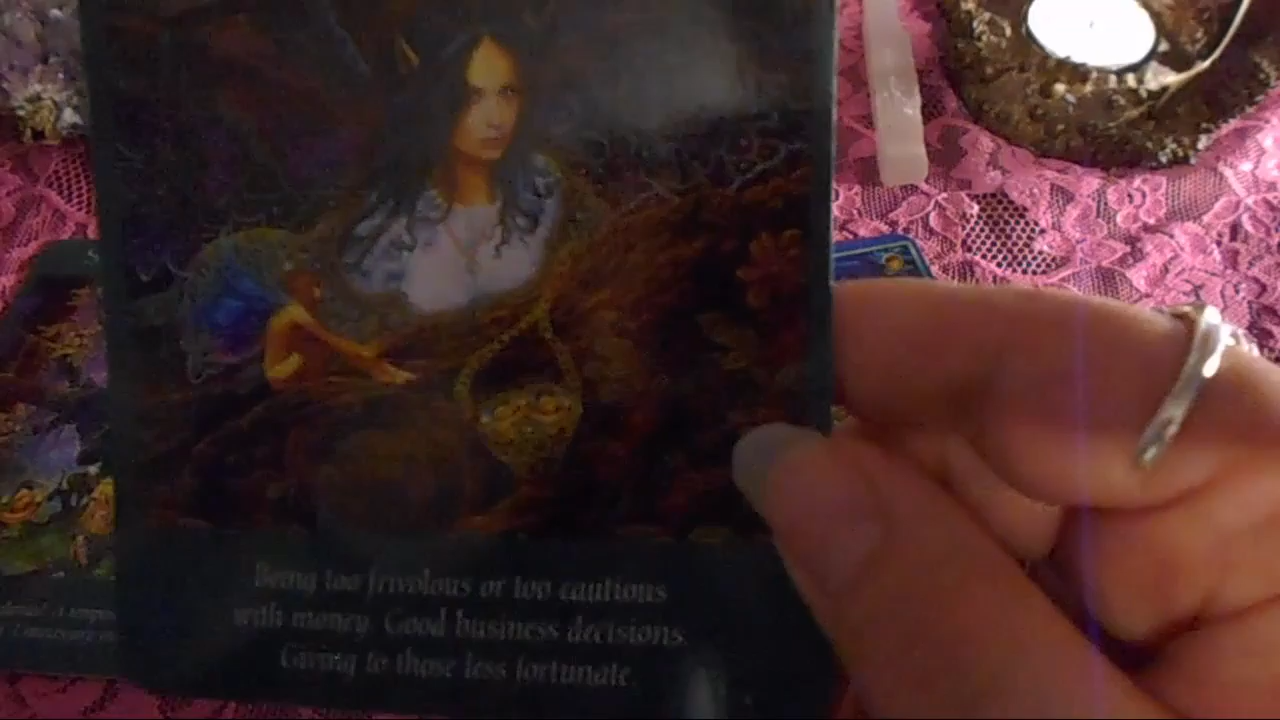 Being too frivolous or too cautious
with money. Good business decisions.
Giving to those less fortunate.